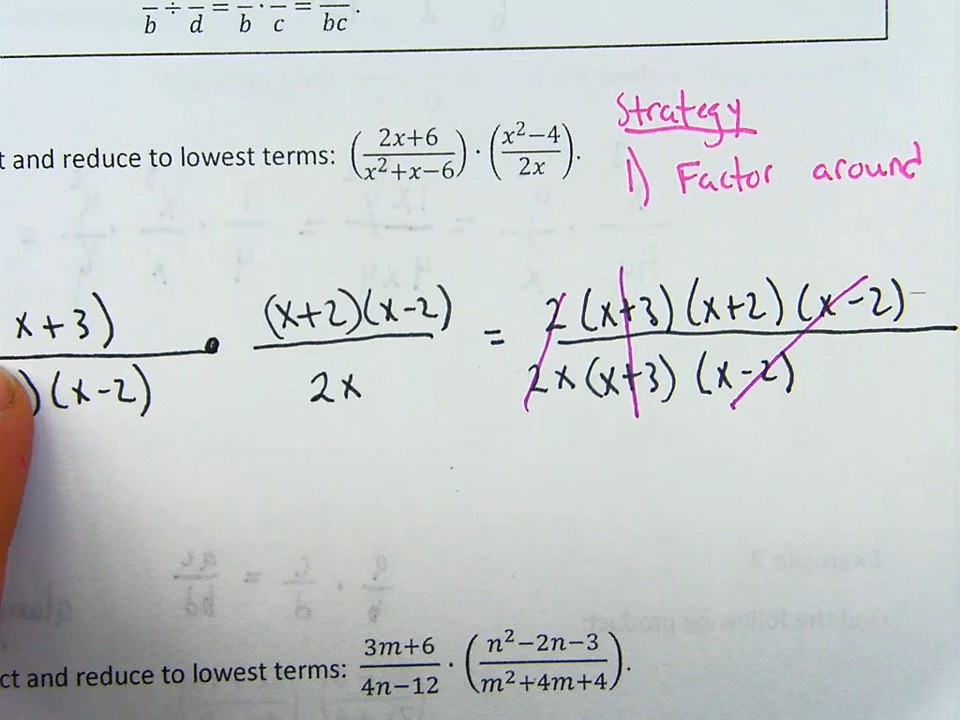 b ÷ d = b · c = bc.
t and reduce to lowest terms: (2x+6 / x²+x−6) · (x²−4 / 2x).
Strategy
1) Factor around
x+3) / )(x-2) • (x+2)(x-2) / 2x = 2(x+3)(x+2)(x-2) / 2x(x+3)(x-2)
ct and reduce to lowest terms: 3m+6 / 4n−12 · (n²−2n−3 / m²+4m+4).